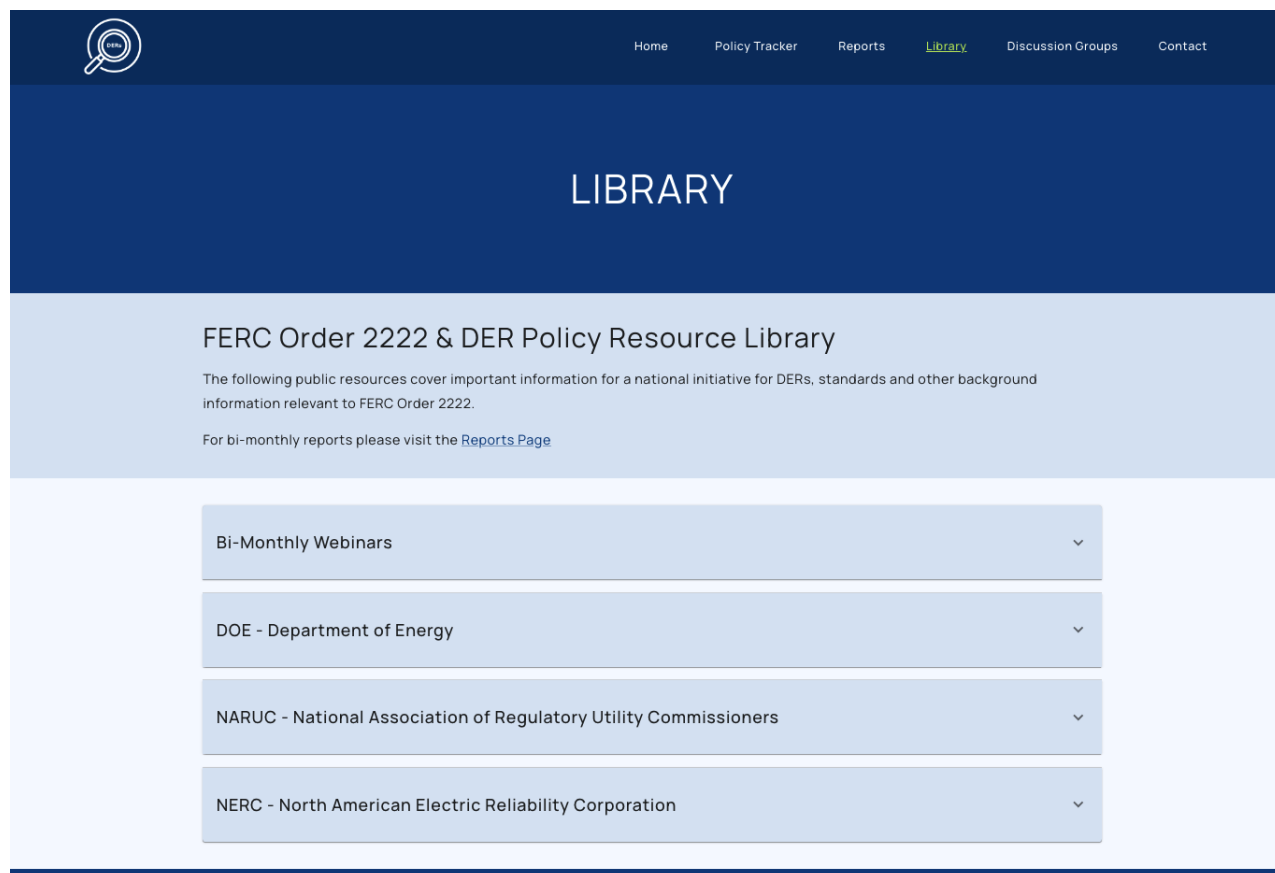 DERs
Home Policy Tracker Reports Library Discussion Groups Contact
LIBRARY
FERC Order 2222 & DER Policy Resource Library
The following public resources cover important information for a national initiative for DERs, standards and other background
information relevant to FERC Order 2222.
For bi-monthly reports please visit the Reports Page
Bi-Monthly Webinars
DOE - Department of Energy
NARUC - National Association of Regulatory Utility Commissioners
NERC - North American Electric Reliability Corporation